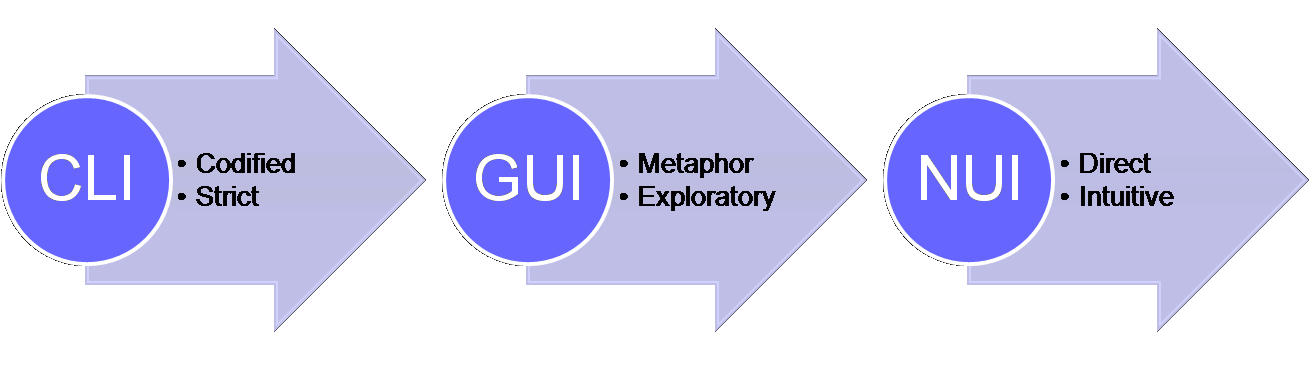 CLI
• Codified
• Strict
GUI
• Metaphor
• Exploratory
NUI
• Direct
• Intuitive